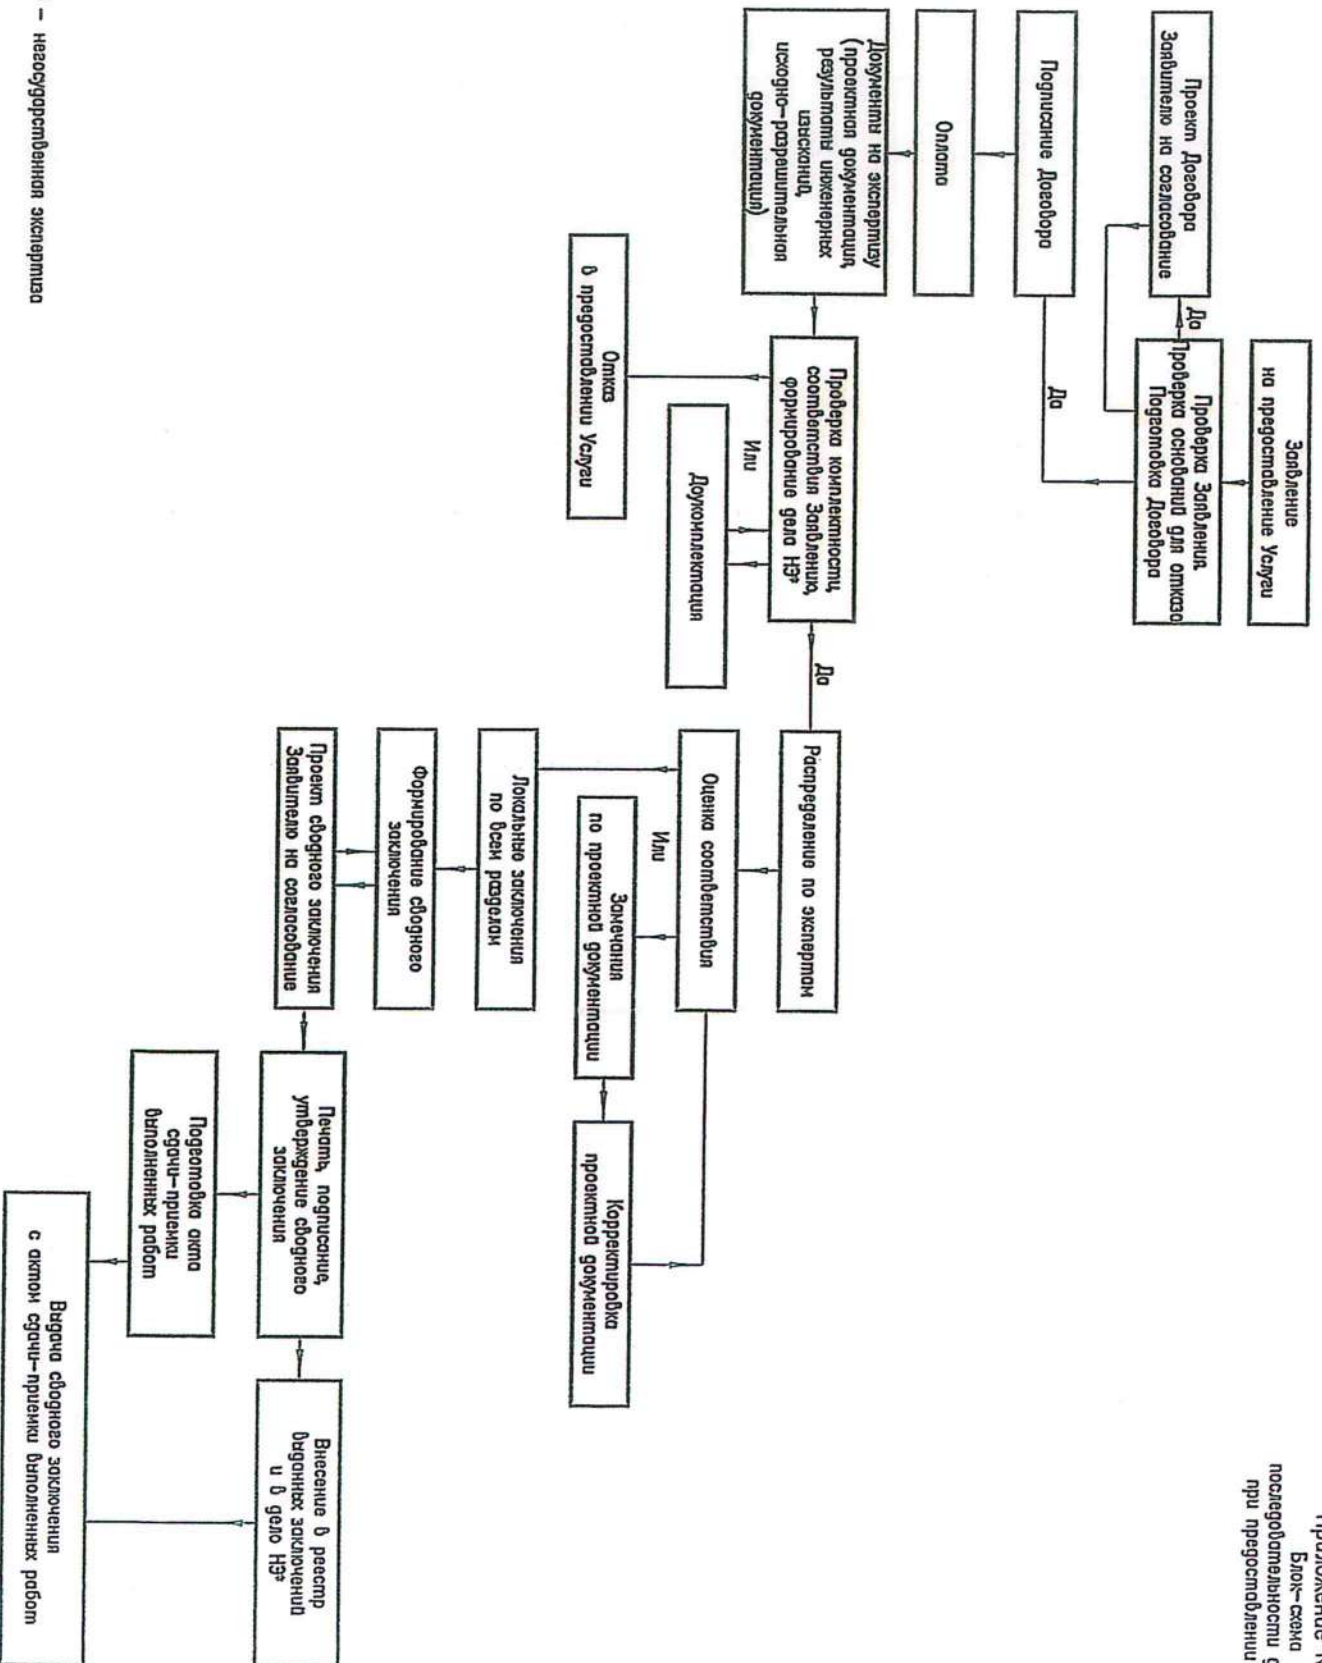 Приложение
Блок-схема
последовательности
при предоставлении
Заявление
на предоставление Услуги
Проверка Заявления.
Проверка оснований для отказа
Подготовка Договора
Да
Проект Договора
Заявителю на согласование
Да
Подписание Договора
Оплата
Документы на экспертизу
(проектная документация,
результаты инженерных
изысканий,
исходно-разрешительная
документация)
Проверка комплектности,
соответствия Заявлению,
формирование дела НЭ*
Или
Отказ
в предоставлении Услуги
Доукомплектация
Да
Распределение по экспертам
Оценка соответствия
Или
Замечания
по проектной документации
Корректировка
проектной документации
Локальные заключения
по всем разделам
Формирование сводного
заключения
Проект сводного заключения
Заявителю на согласование
Печать, подписание,
утверждение сводного
заключения
Внесение в реестр
выданных заключений
и в дело НЭ*
Подготовка акта
сдачи-приемки
выполненных работ
Выдача сводного заключения
с актом сдачи-приемки выполненных работ
– негосударственная экспертиза